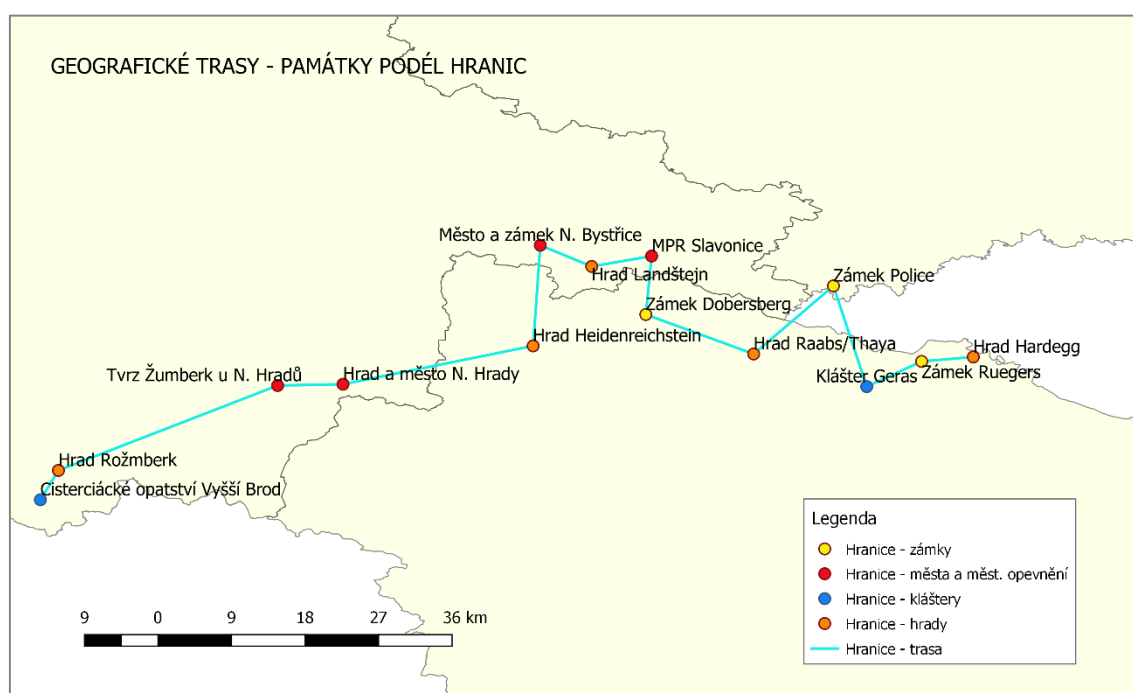 GEOGRAFICKÉ TRASY - PAMÁTKY PODÉL HRANIC
Město a zámek N. Bystřice
MPR Slavonice
Hrad Landštejn
Zámek Police
Zámek Dobersberg
Hrad Heidenreichstein
Hrad Raabs/Thaya
Hrad Hardegg
Tvrz Žumberk u N. Hradů
Hrad a město N. Hrady
Klášter Geras
Zámek Ruegers
Hrad Rožmberk
Cisterciácké opatství Vyšší Brod
Legenda
Hranice - zámky
Hranice - města a měst. opevnění
Hranice - kláštery
Hranice - hrady
Hranice - trasa
9 0 9 18 27 36 km